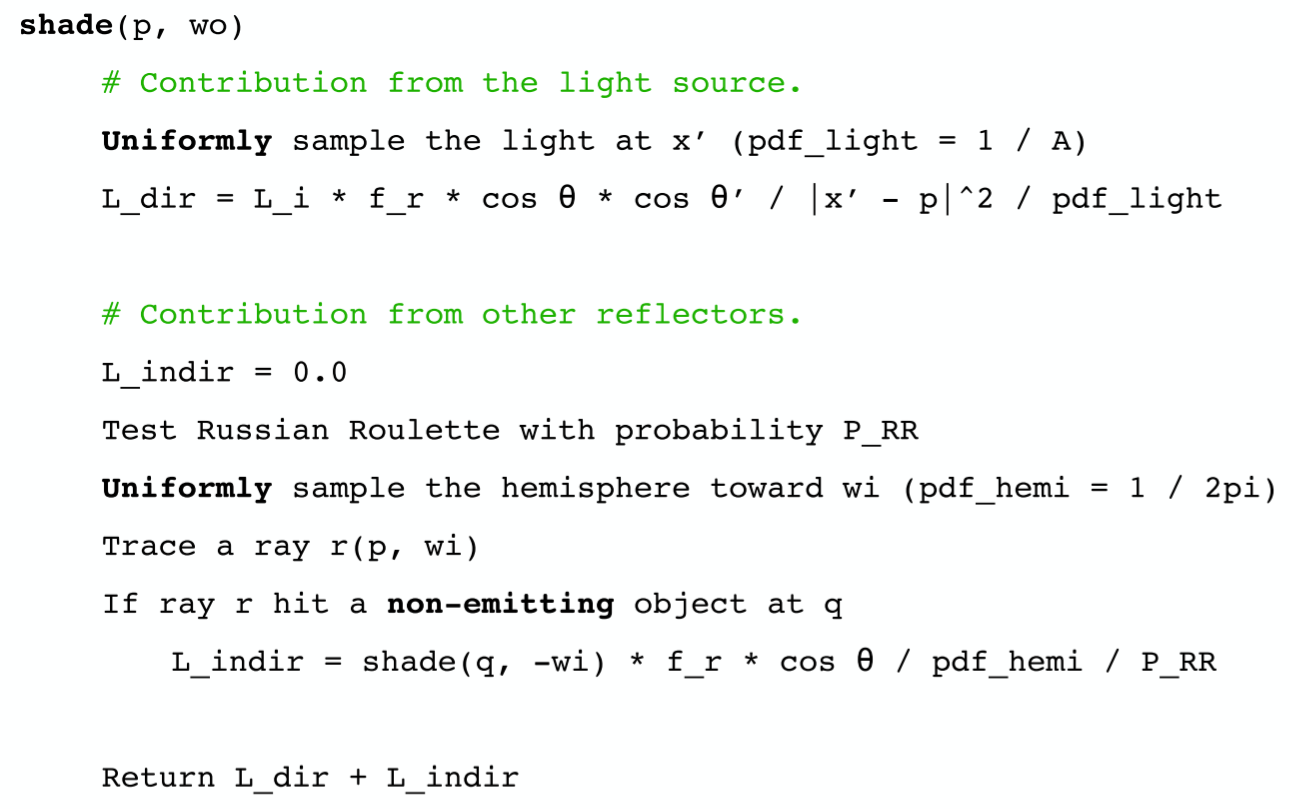 shade(p, wo)
# Contribution from the light source.
Uniformly sample the light at x′ (pdf_light = 1 / A)
L_dir = L_i * f_r * cos θ * cos θ′ / |x′ - p|^2 / pdf_light
# Contribution from other reflectors.
L_indir = 0.0
Test Russian Roulette with probability P_RR
Uniformly sample the hemisphere toward wi (pdf_hemi = 1 / 2pi)
Trace a ray r(p, wi)
If ray r hit a non-emitting object at q
L_indir = shade(q, -wi) * f_r * cos θ / pdf_hemi / P_RR
Return L_dir + L_indir